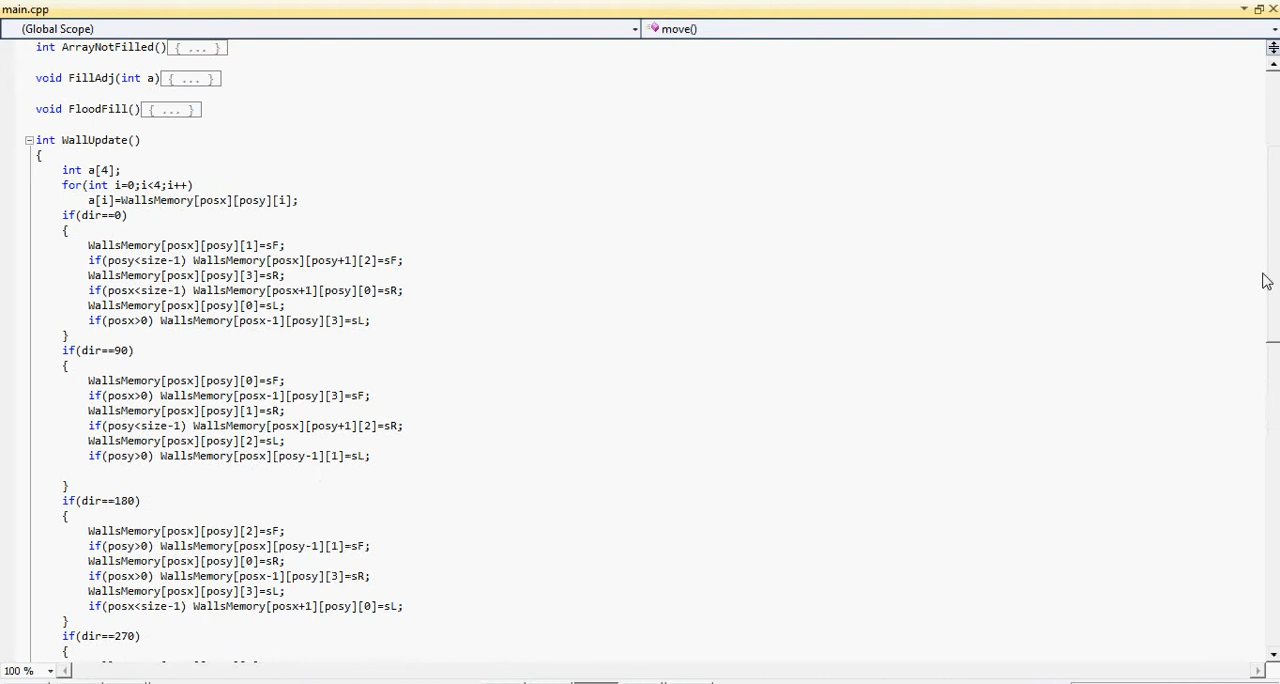 main.cpp
(Global Scope)
move()
int ArrayNotFilled(){ ... }
void FillAdj(int a){ ... }
void FloodFill(){ ... }
int WallUpdate()
{
int a[4];
for(int i=0;i<4;i++)
a[i]=WallsMemory[posx][posy][i];
if(dir==0)
{
WallsMemory[posx][posy][1]=sF;
if(posy<size-1) WallsMemory[posx][posy+1][2]=sF;
WallsMemory[posx][posy][3]=sR;
if(posx<size-1) WallsMemory[posx+1][posy][0]=sR;
WallsMemory[posx][posy][0]=sL;
if(posx>0) WallsMemory[posx-1][posy][3]=sL;
}
if(dir==90)
{
WallsMemory[posx][posy][0]=sF;
if(posx>0) WallsMemory[posx-1][posy][3]=sF;
WallsMemory[posx][posy][1]=sR;
if(posy<size-1) WallsMemory[posx][posy+1][2]=sR;
WallsMemory[posx][posy][2]=sL;
if(posy>0) WallsMemory[posx][posy-1][1]=sL;
}
if(dir==180)
{
WallsMemory[posx][posy][2]=sF;
if(posy>0) WallsMemory[posx][posy-1][1]=sF;
WallsMemory[posx][posy][0]=sR;
if(posx>0) WallsMemory[posx-1][posy][3]=sR;
WallsMemory[posx][posy][3]=sL;
if(posx<size-1) WallsMemory[posx+1][posy][0]=sL;
}
if(dir==270)
{
100 %